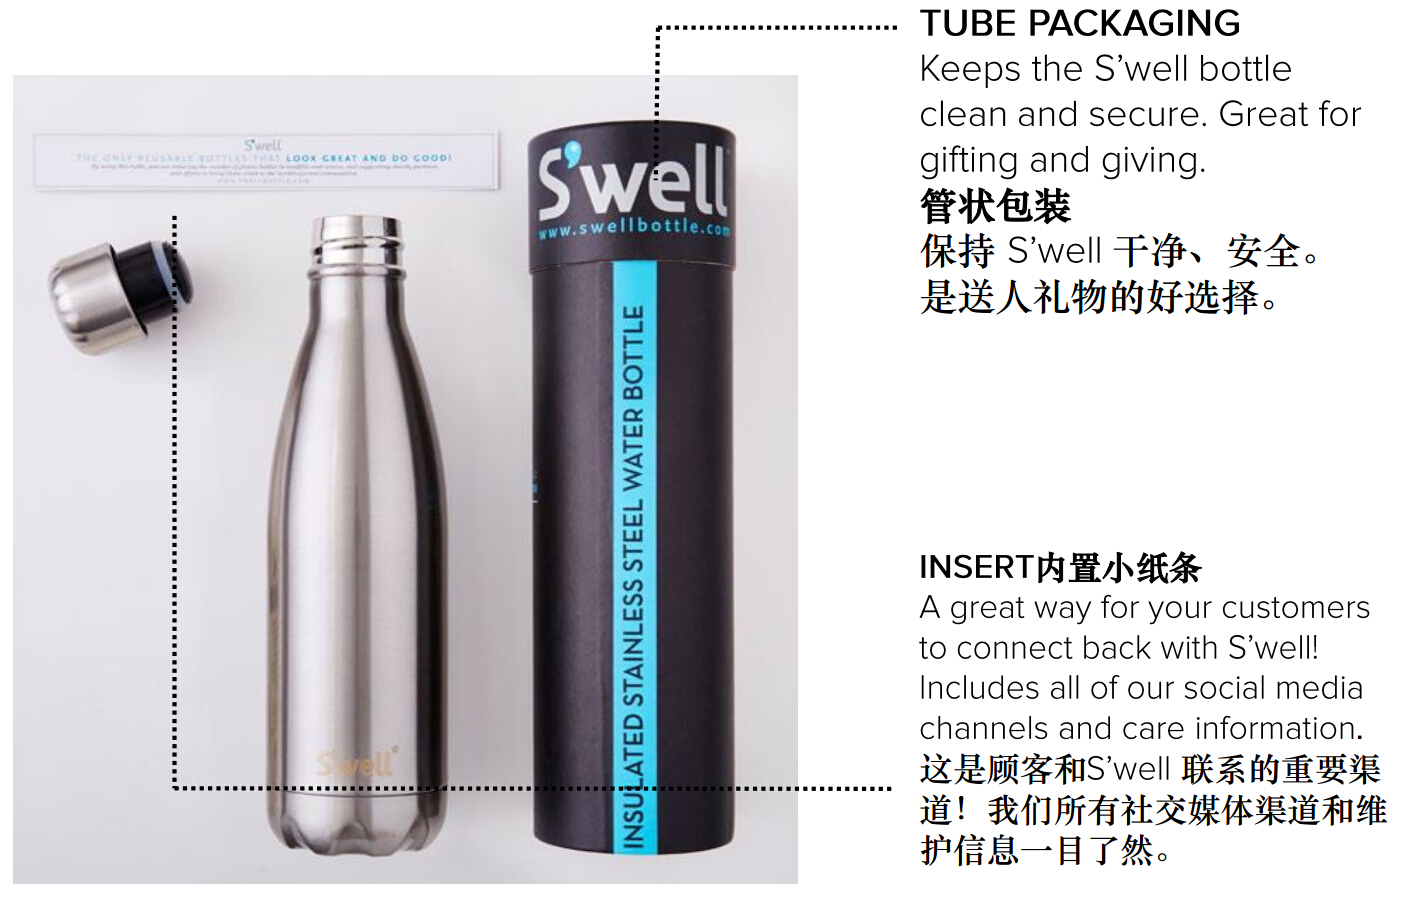 TUBE PACKAGING
Keeps the S’well bottle
clean and secure. Great for
gifting and giving.
管状包装
保持 S’well 干净、安全。
是送人礼物的好选择。
S'well
THE ONLY REUSABLE BOTTLES THAT LOOK GREAT AND DO GOOD!
WWW.SWELLBOTTLE.COM
S'well
www.swellbottle.com
INSULATED STAINLESS STEEL WATER BOTTLE
S'well®
INSERT内置小纸条
A great way for your customers
to connect back with S’well!
Includes all of our social media
channels and care information.
这是顾客和S’well 联系的重要渠
道！我们所有社交媒体渠道和维
护信息一目了然。